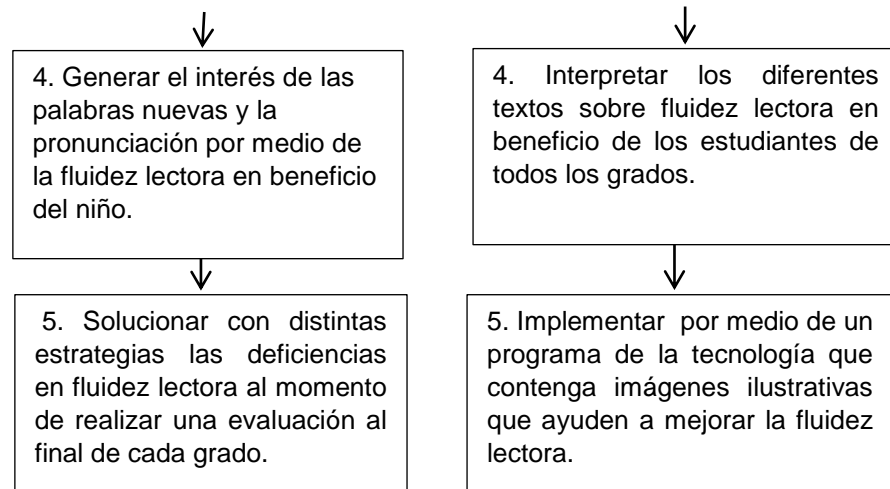 4. Generar el interés de las
palabras nuevas y la
pronunciación por medio de
la fluidez lectora en beneficio
del niño.
5. Solucionar con distintas
estrategias las deficiencias
en fluidez lectora al momento
de realizar una evaluación al
final de cada grado.
4. Interpretar los diferentes
textos sobre fluidez lectora en
beneficio de los estudiantes de
todos los grados.
5. Implementar por medio de un
programa de la tecnología que
contenga imágenes ilustrativas
que ayuden a mejorar la fluidez
lectora.